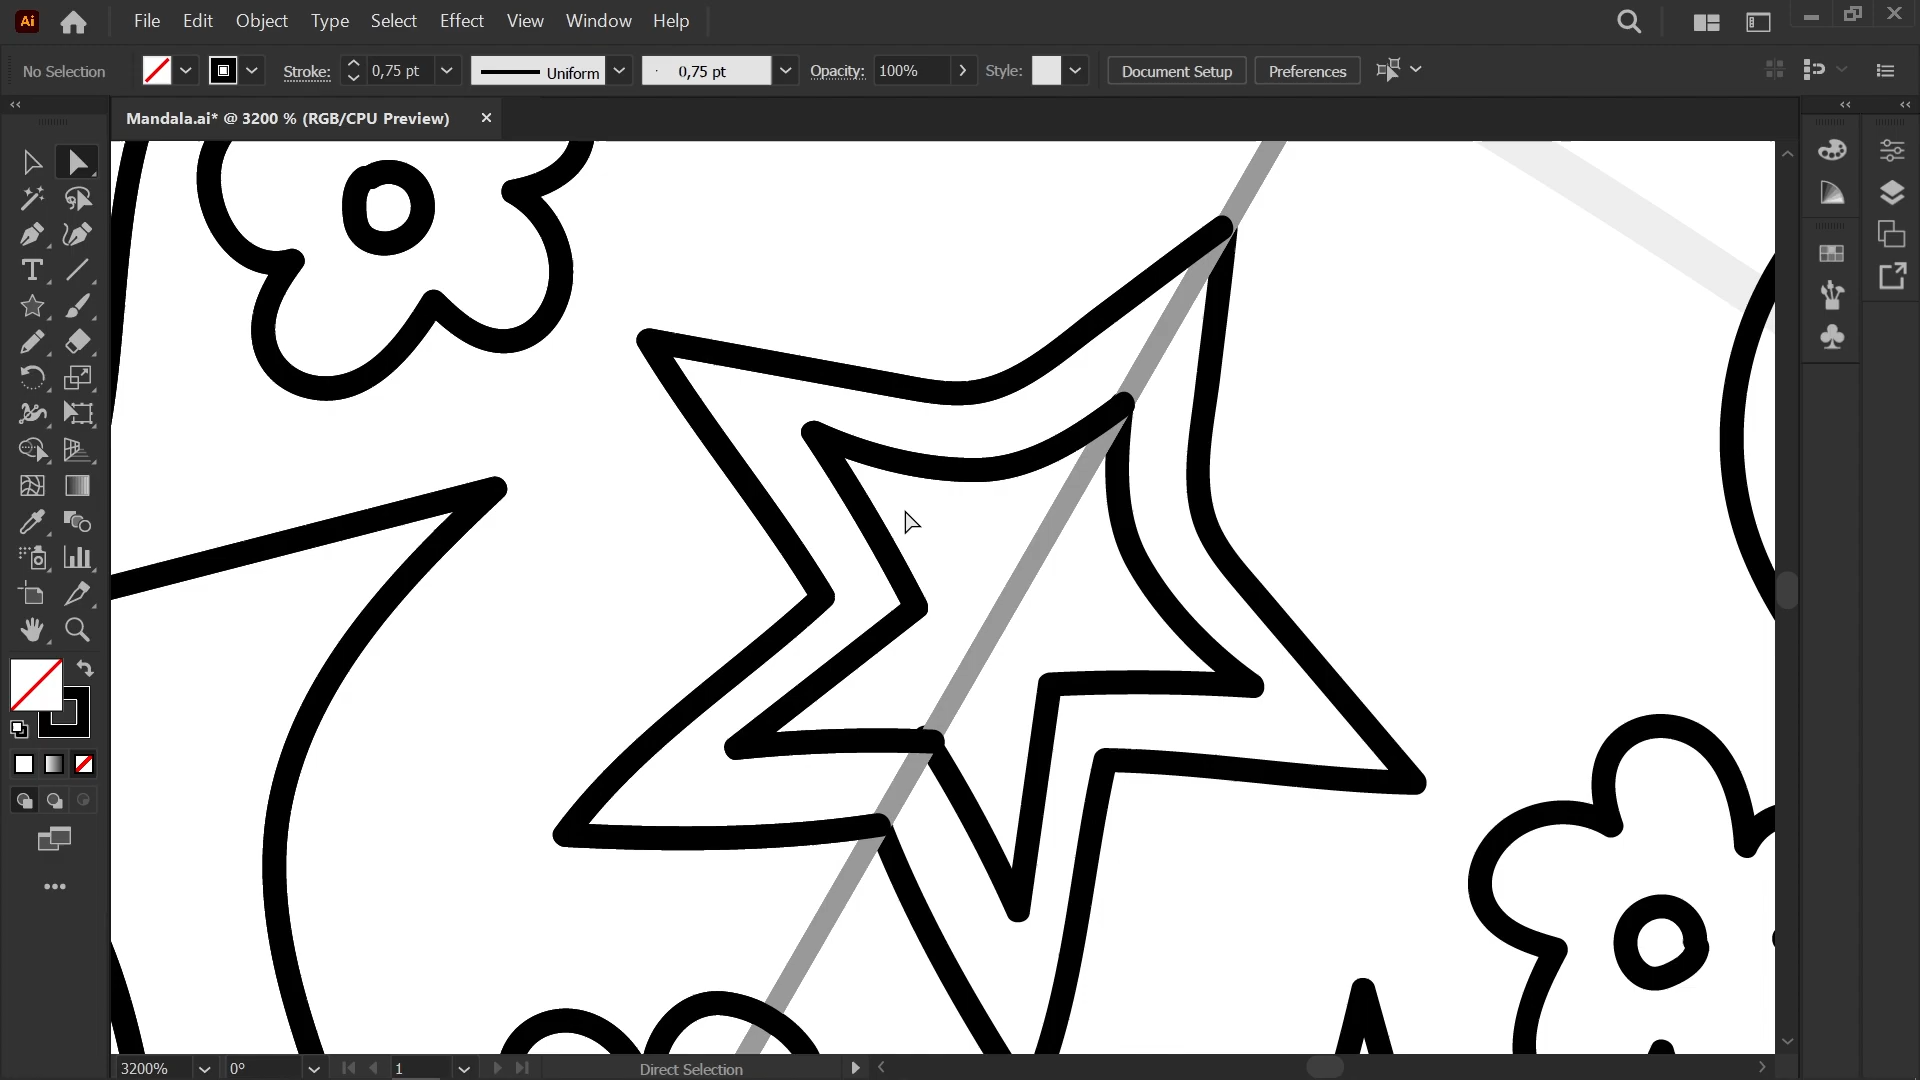 Ai File Edit Object Type Select Effect View Window Help
No Selection Stroke: 0,75 pt Uniform 0,75 pt Opacity: 100% Style: Document Setup Preferences
Mandala.ai* @ 3200 % (RGB/CPU Preview)
3200% 0° 1 Direct Selection